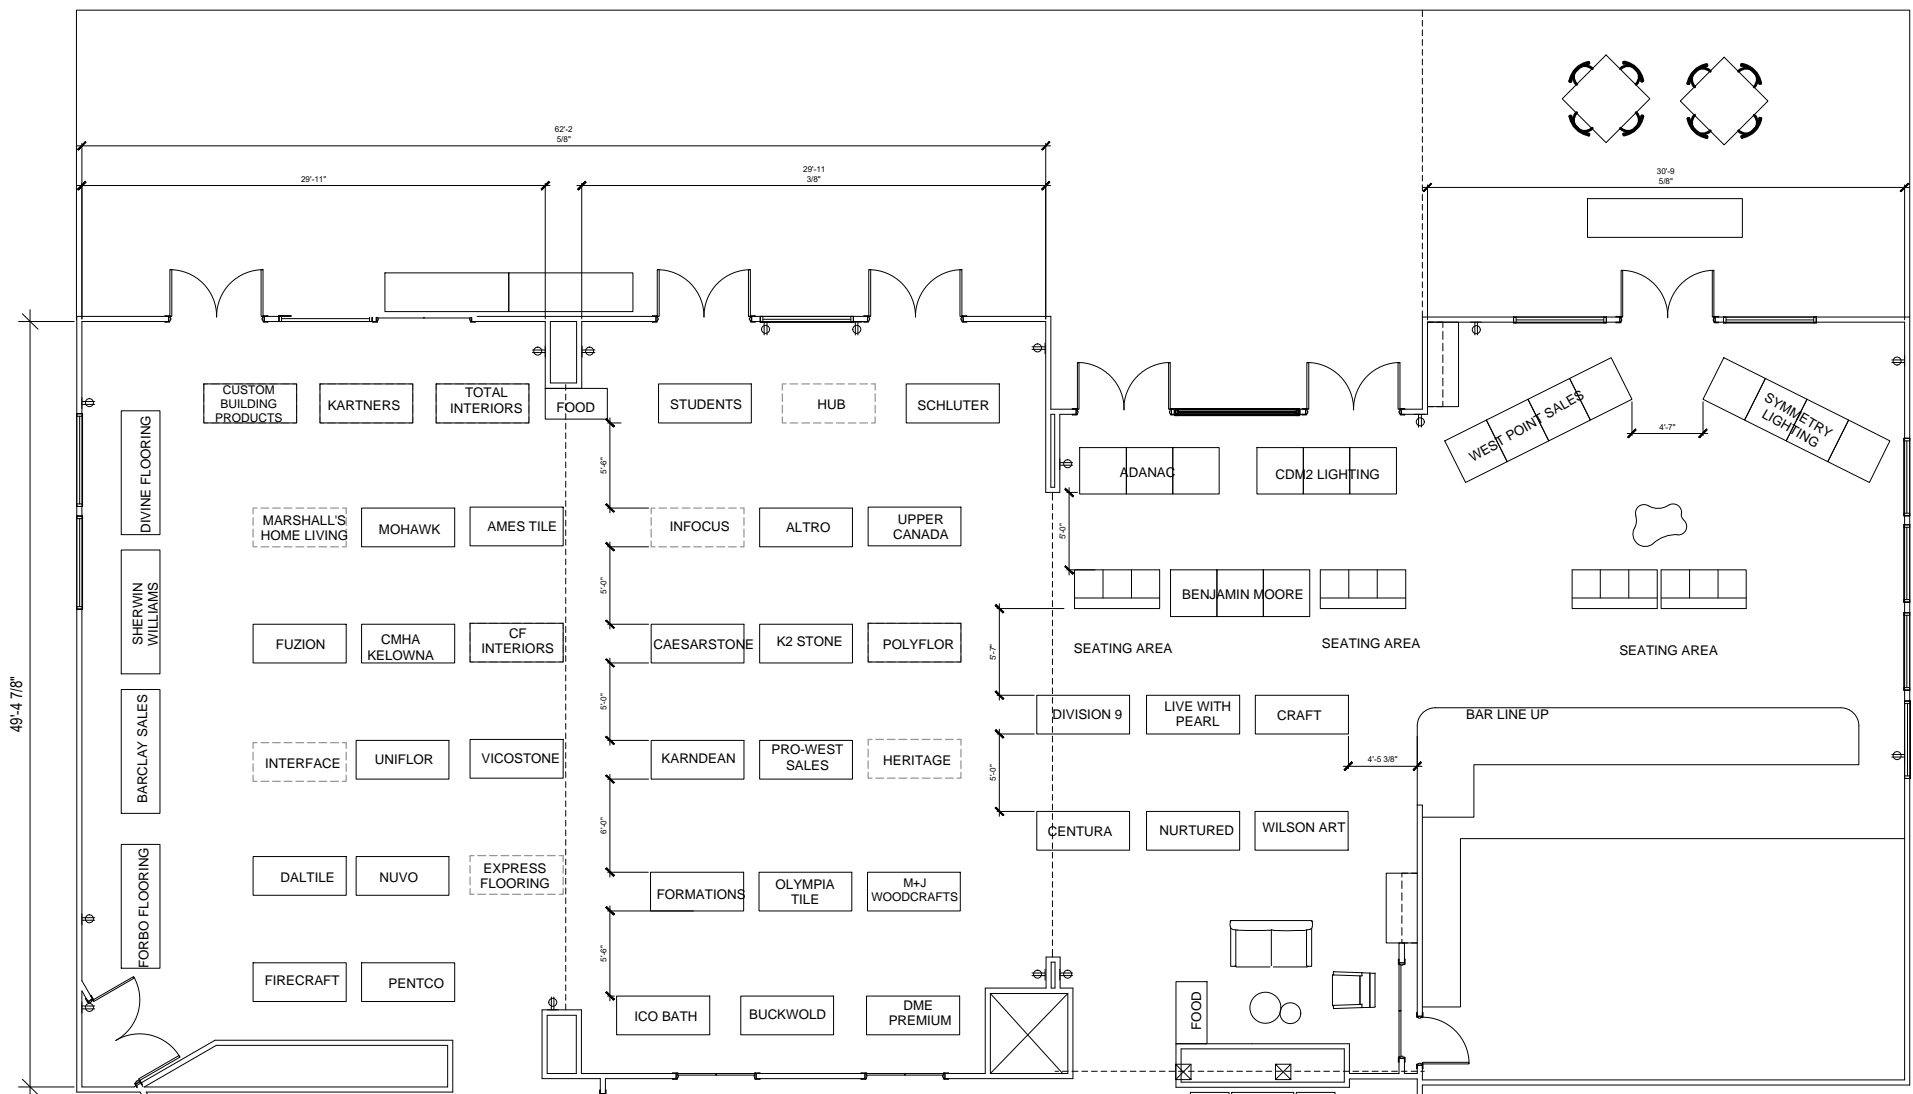 62'-2
5/8"
29'-11"
29'-11
3/8"
30'-9
5/8"
49'-4 7/8"
CUSTOM
BUILDING
PRODUCTS
KARTNERS
TOTAL
INTERIORS
FOOD
STUDENTS
HUB
SCHLUTER
WEST POINT SALES
4'-7"
SYMMETRY
LIGHTING
DIVINE FLOORING
5'-6"
ADANAC
CDM2 LIGHTING
MARSHALL'S
HOME LIVING
MOHAWK
AMES TILE
INFOCUS
ALTRO
UPPER
CANADA
5'-0"
SHERWIN
WILLIAMS
5'-0"
BENJAMIN MOORE
FUZION
CMHA
KELOWNA
CF
INTERIORS
CAESARSTONE
K2 STONE
POLYFLOR
5'-7"
SEATING AREA
SEATING AREA
SEATING AREA
BARCLAY SALES
5'-0"
DIVISION 9
LIVE WITH
PEARL
CRAFT
BAR LINE UP
INTERFACE
UNIFLOR
VICOSTONE
KARNDEAN
PRO-WEST
SALES
HERITAGE
5'-0"
4'-5 3/8"
6'-0"
CENTURA
NURTURED
WILSON ART
FORBO FLOORING
DALTILE
NUVO
EXPRESS
FLOORING
FORMATIONS
OLYMPIA
TILE
M+J
WOODCRAFTS
5'-6"
FIRECRAFT
PENTCO
ICO BATH
BUCKWOLD
DME
PREMIUM
FOOD